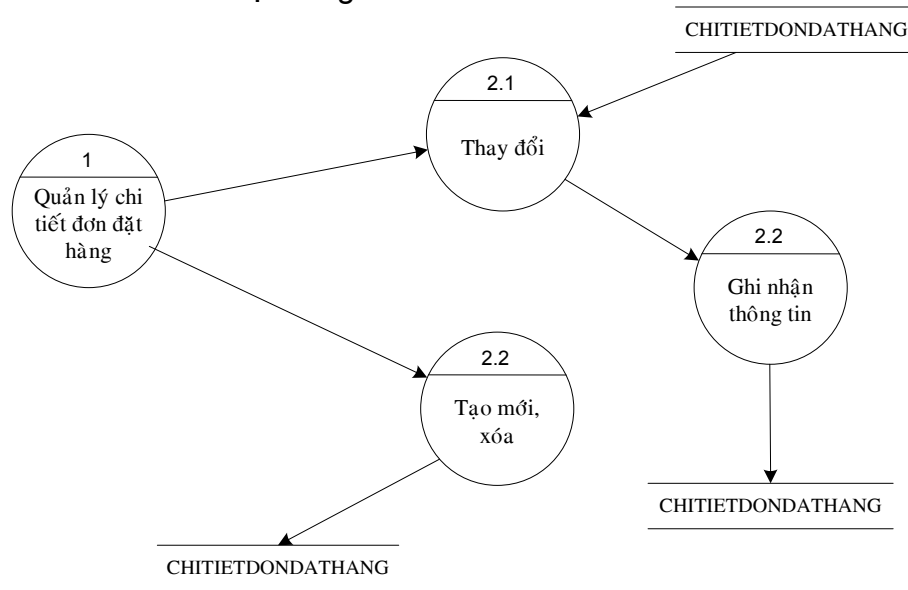 CHITIETDONDATHANG
2.1
Thay đổi
1
Quản lý chi
tiết đơn đặt
hàng
2.2
Ghi nhận
thông tin
2.2
Tạo mới,
xóa
CHITIETDONDATHANG
CHITIETDONDATHANG